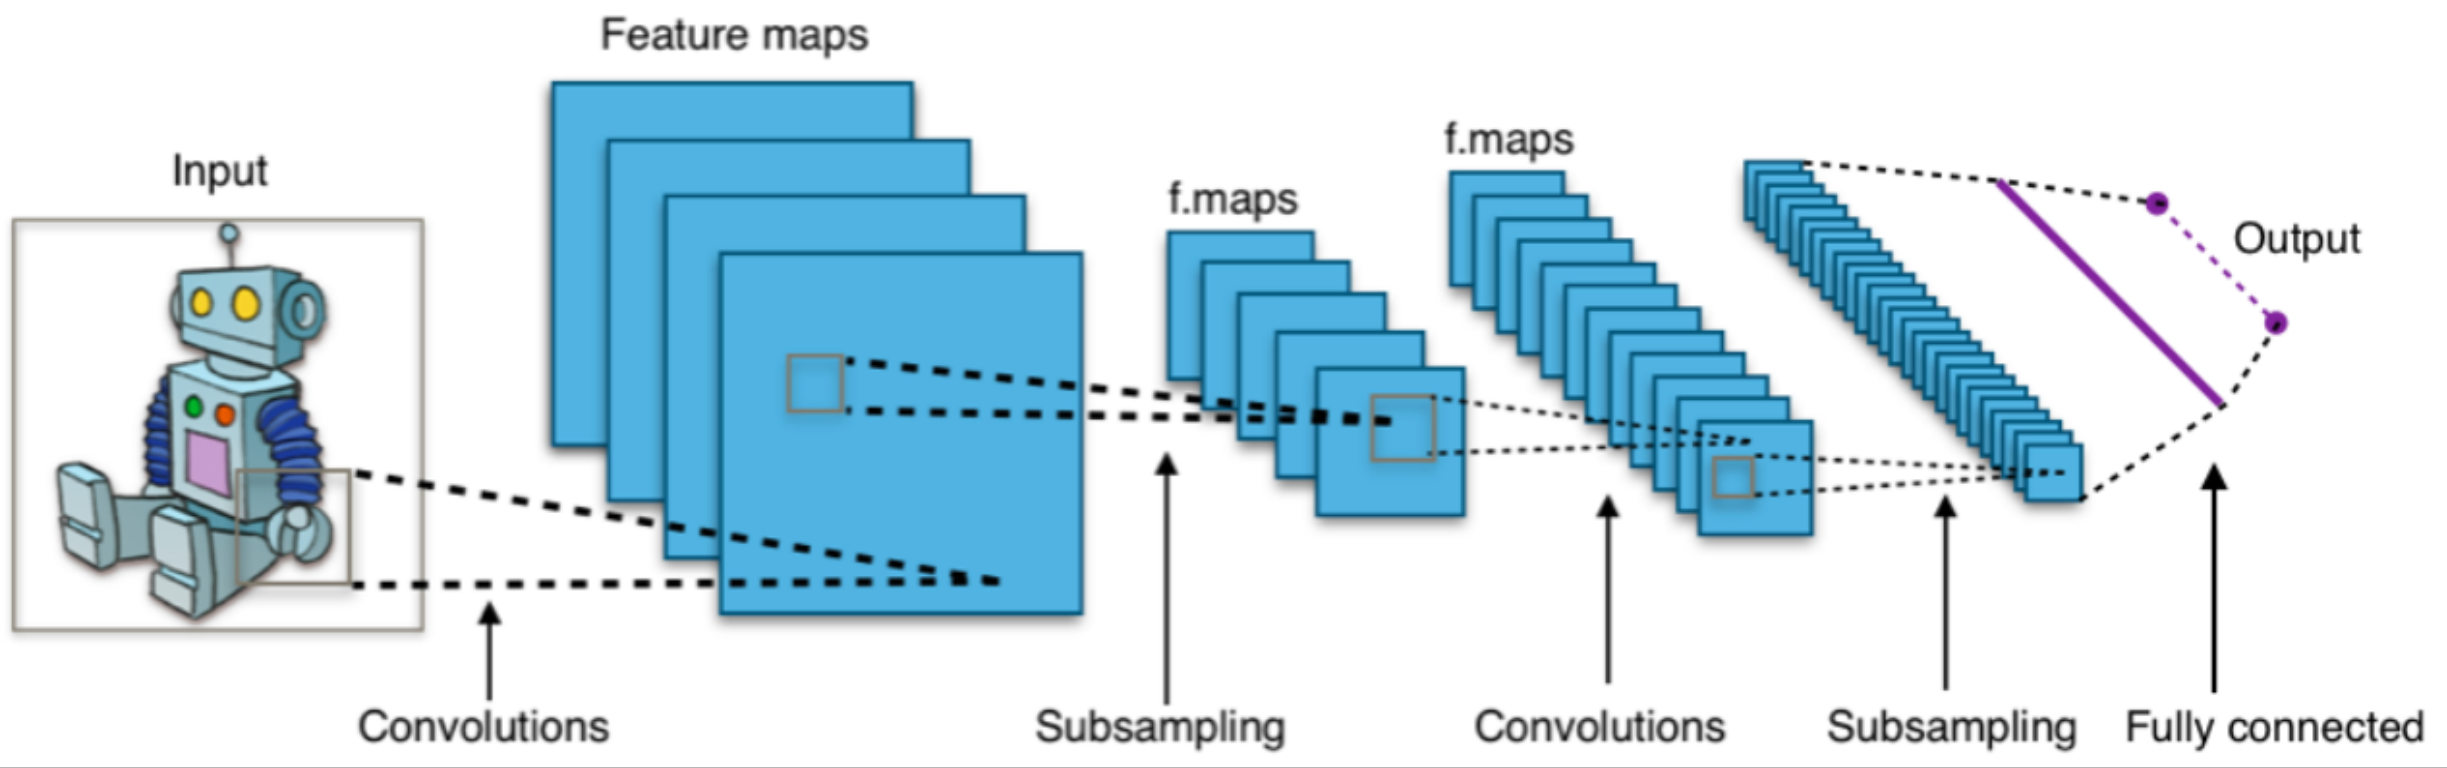 Feature maps
Input
f.maps
f.maps
Output
Convolutions
Subsampling
Convolutions
Subsampling
Fully connected